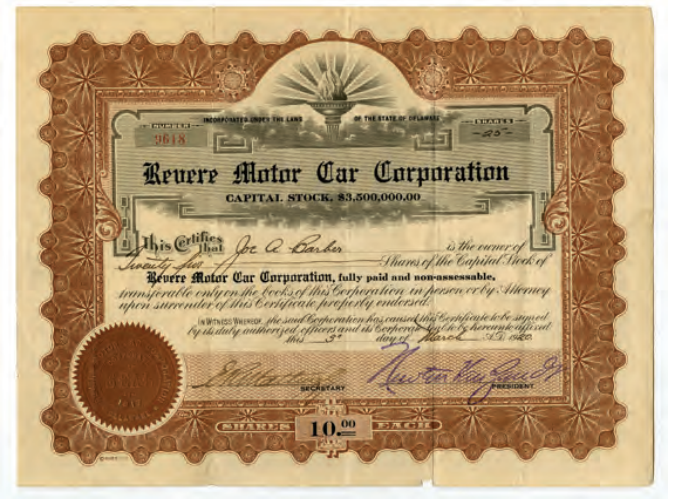 INCORPORATED UNDER THE LAWS OF THE STATE OF DELAWARE
NUMBER
9618
SHARES
-25-
Revere Motor Car Corporation
CAPITAL STOCK, $3,500,000.00
This Certifies that Joe A. Barber is the owner of
Twenty five Shares of the Capital Stock of
Revere Motor Car Corporation, fully paid and non-assessable,
transferable only on the books of this Corporation in person or by Attorney
upon surrender of this Certificate properly endorsed.
IN WITNESS WHEREOF, the said Corporation has caused this Certificate to be signed
by its duly authorized officers and its Corporate Seal to be hereunto affixed
this 5th day of March A.D. 1920
SECRETARY
PRESIDENT
SHARES 10.00 EACH